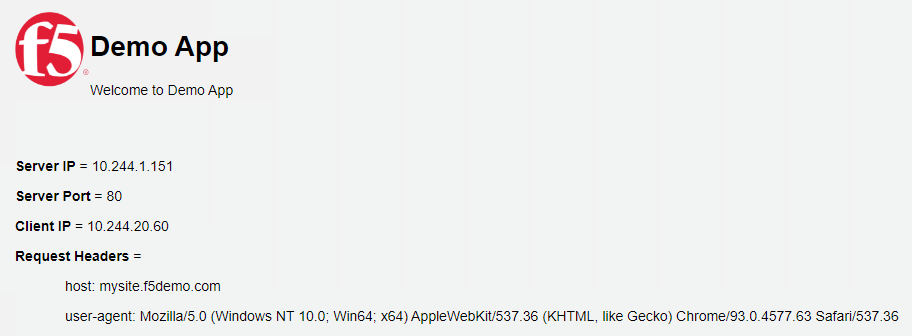 f5
Demo App
Welcome to Demo App
Server IP = 10.244.1.151
Server Port = 80
Client IP = 10.244.20.60
Request Headers =
host: mysite.f5demo.com
user-agent: Mozilla/5.0 (Windows NT 10.0; Win64; x64) AppleWebKit/537.36 (KHTML, like Gecko) Chrome/93.0.4577.63 Safari/537.36